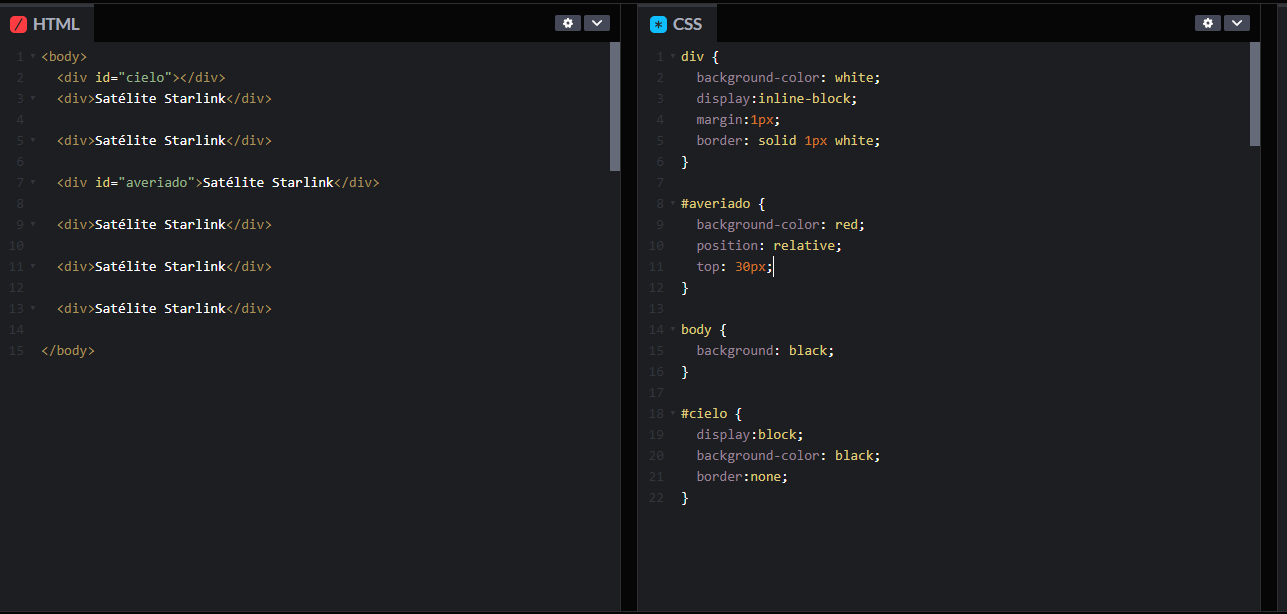 HTML
1 <body>
2 <div id="cielo"></div>
3 <div>Satélite Starlink</div>
4
5 <div>Satélite Starlink</div>
6
7 <div id="averiado">Satélite Starlink</div>
8
9 <div>Satélite Starlink</div>
10
11 <div>Satélite Starlink</div>
12
13 <div>Satélite Starlink</div>
14
15 </body>
CSS
1 div {
2 background-color: white;
3 display:inline-block;
4 margin:1px;
5 border: solid 1px white;
6 }
7
8 #averiado {
9 background-color: red;
10 position: relative;
11 top: 30px;
12 }
13
14 body {
15 background: black;
16 }
17
18 #cielo {
19 display:block;
20 background-color: black;
21 border:none;
22 }